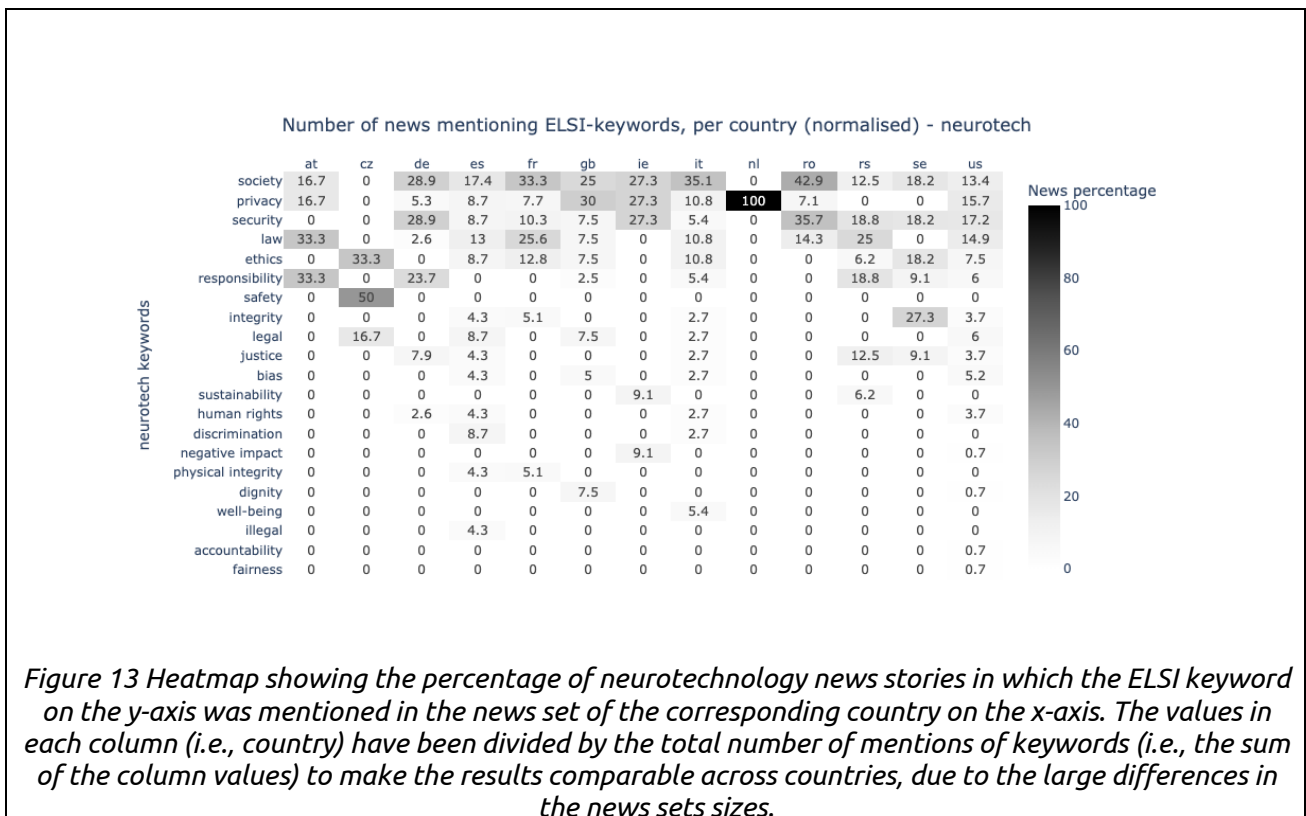 Number of news mentioning ELSI-keywords, per country (normalised) - neurotech
at cz de es fr gb ie it nl ro rs se us
society 16.7 0 28.9 17.4 33.3 25 27.3 35.1 0 42.9 12.5 18.2 13.4
privacy 16.7 0 5.3 8.7 7.7 30 27.3 10.8 100 7.1 0 0 15.7
security 0 0 28.9 8.7 10.3 7.5 27.3 5.4 0 35.7 18.8 18.2 17.2
law 33.3 0 2.6 13 25.6 7.5 0 10.8 0 14.3 25 0 14.9
ethics 0 33.3 0 8.7 12.8 7.5 0 10.8 0 0 6.2 18.2 7.5
responsibility 33.3 0 23.7 0 0 2.5 0 5.4 0 0 18.8 9.1 6
safety 0 50 0 0 0 0 0 0 0 0 0 0 0
integrity 0 0 0 4.3 5.1 0 0 2.7 0 0 0 27.3 3.7
legal 0 16.7 0 8.7 0 7.5 0 2.7 0 0 0 0 6
justice 0 0 7.9 4.3 0 0 0 2.7 0 0 12.5 9.1 3.7
bias 0 0 0 4.3 0 5 0 2.7 0 0 0 0 5.2
sustainability 0 0 0 0 0 0 9.1 0 0 0 6.2 0 0
human rights 0 0 2.6 4.3 0 0 0 2.7 0 0 0 0 3.7
discrimination 0 0 0 8.7 0 0 0 2.7 0 0 0 0 0
negative impact 0 0 0 0 0 0 9.1 0 0 0 0 0 0.7
physical integrity 0 0 0 4.3 5.1 0 0 0 0 0 0 0 0
dignity 0 0 0 0 0 7.5 0 0 0 0 0 0 0.7
well-being 0 0 0 0 0 0 0 5.4 0 0 0 0 0
illegal 0 0 0 4.3 0 0 0 0 0 0 0 0 0
accountability 0 0 0 0 0 0 0 0 0 0 0 0 0.7
fairness 0 0 0 0 0 0 0 0 0 0 0 0 0.7
neurotech keywords
News percentage
100
80
60
40
20
0
Figure 13 Heatmap showing the percentage of neurotechnology news stories in which the ELSI keyword
on the y-axis was mentioned in the news set of the corresponding country on the x-axis. The values in
each column (i.e., country) have been divided by the total number of mentions of keywords (i.e., the sum
of the column values) to make the results comparable across countries, due to the large differences in
the news sets sizes.